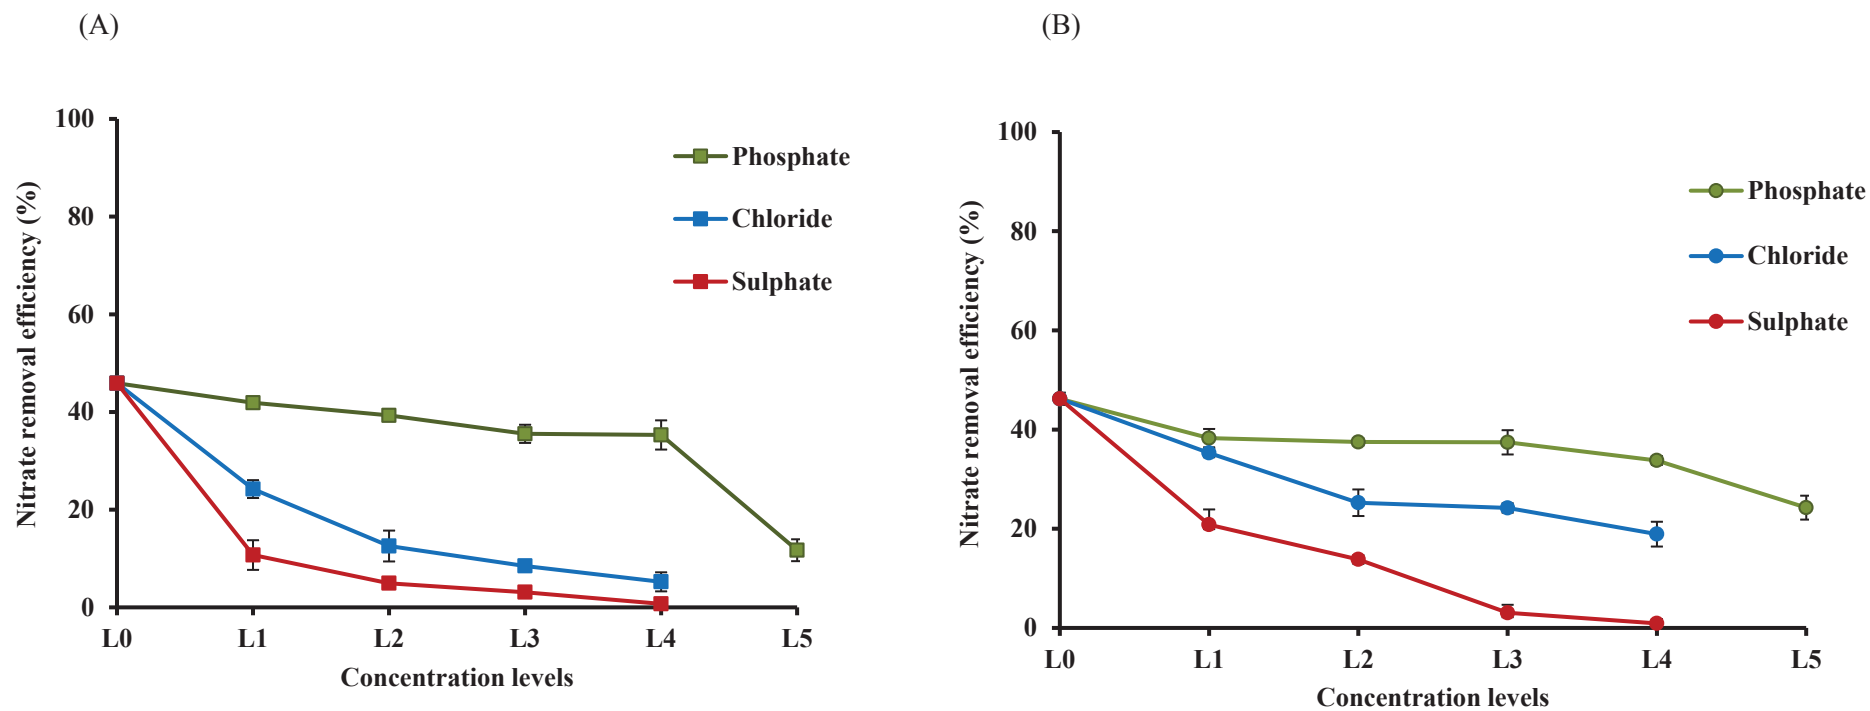 (A)
Nitrate removal efficiency (%)
100
80
60
40
20
0
L0 L1 L2 L3 L4 L5
Concentration levels
Phosphate
Chloride
Sulphate
(B)
Nitrate removal efficiency (%)
100
80
60
40
20
0
L0 L1 L2 L3 L4 L5
Concentration levels
Phosphate
Chloride
Sulphate